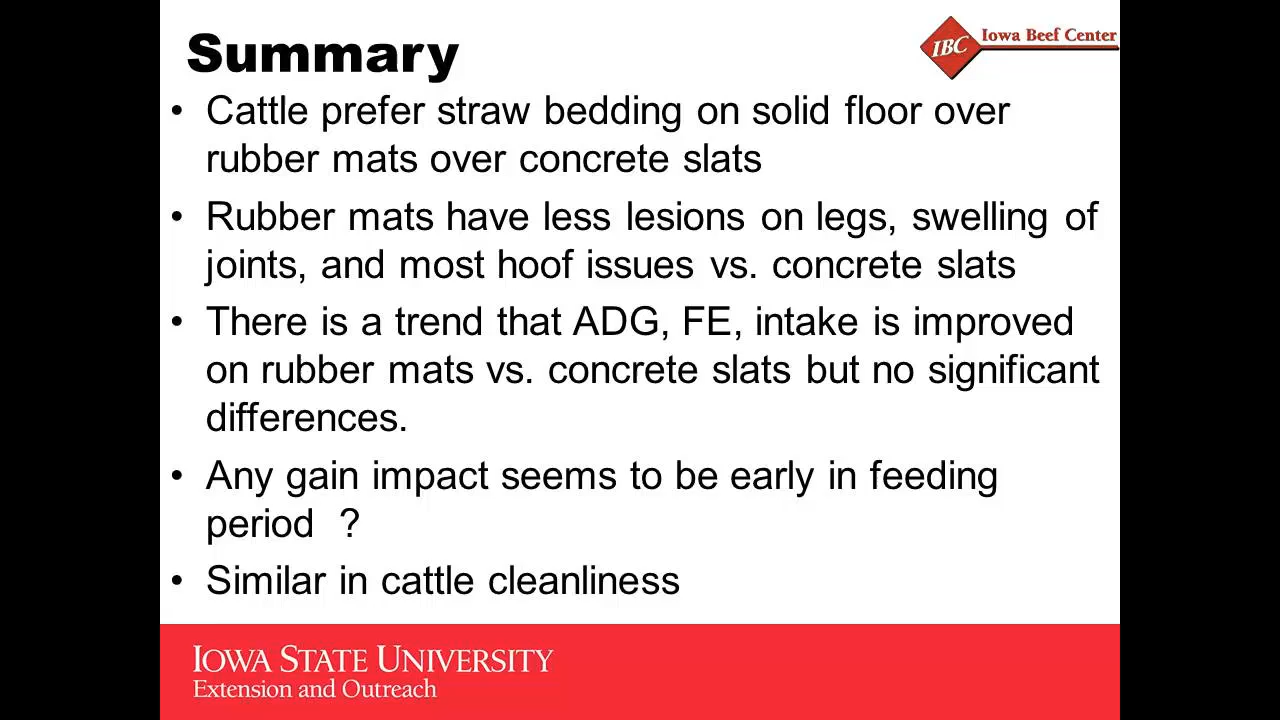 Summary
IBC Iowa Beef Center
• Cattle prefer straw bedding on solid floor over
rubber mats over concrete slats
• Rubber mats have less lesions on legs, swelling of
joints, and most hoof issues vs. concrete slats
• There is a trend that ADG, FE, intake is improved
on rubber mats vs. concrete slats but no significant
differences.
• Any gain impact seems to be early in feeding
period ?
• Similar in cattle cleanliness
IOWA STATE UNIVERSITY
Extension and Outreach